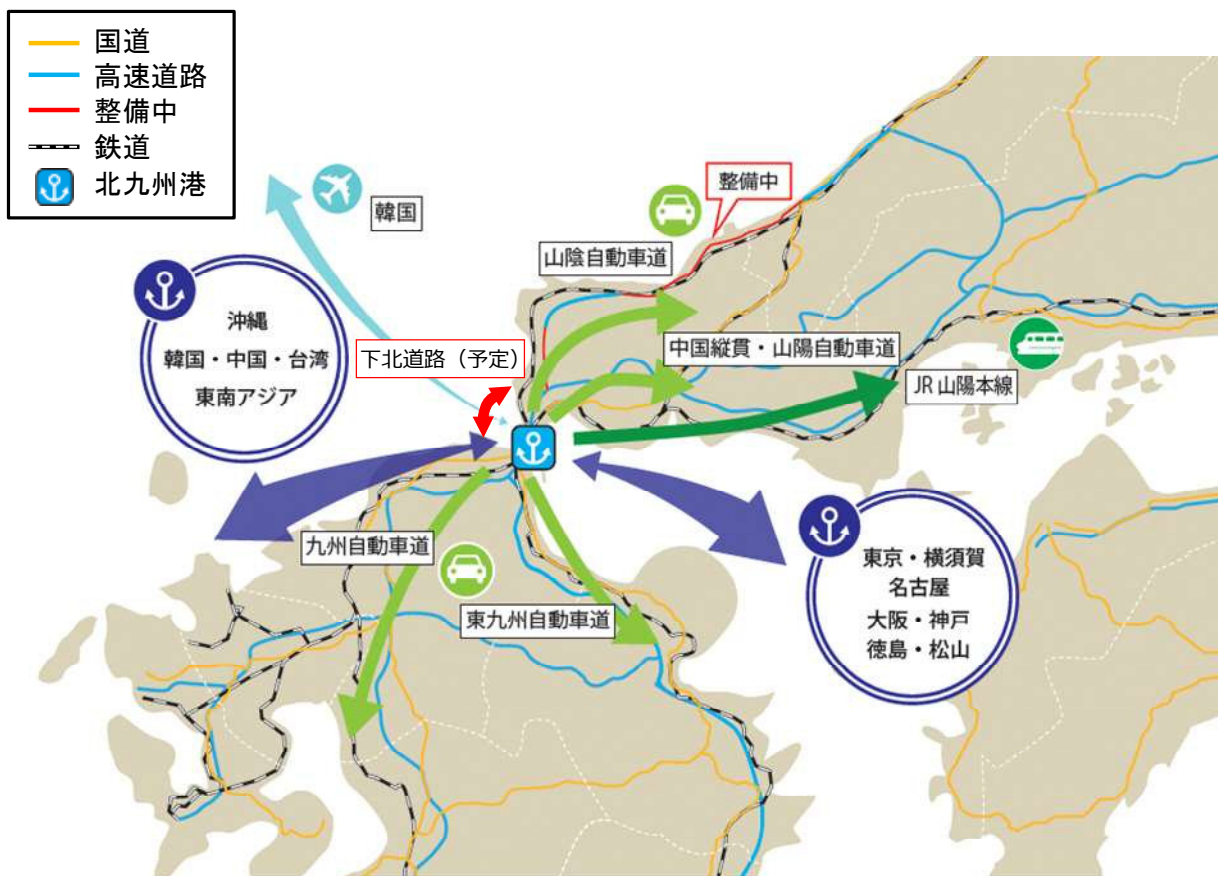 国道
高速道路
整備中
鉄道
北九州港
韓国
整備中
山陰自動車道
沖縄
韓国・中国・台湾
東南アジア
下北道路（予定）
中国縦貫・山陽自動車道
JR 山陽本線
九州自動車道
東九州自動車道
東京・横須賀
名古屋
大阪・神戸
徳島・松山